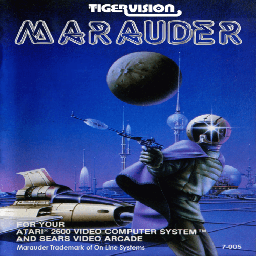 TIGERVISION
MARAUDER
FOR YOUR
ATARI® 2600 VIDEO COMPUTER SYSTEM™
AND SEARS VIDEO ARCADE
Marauder Trademark of On Line Systems
7-005